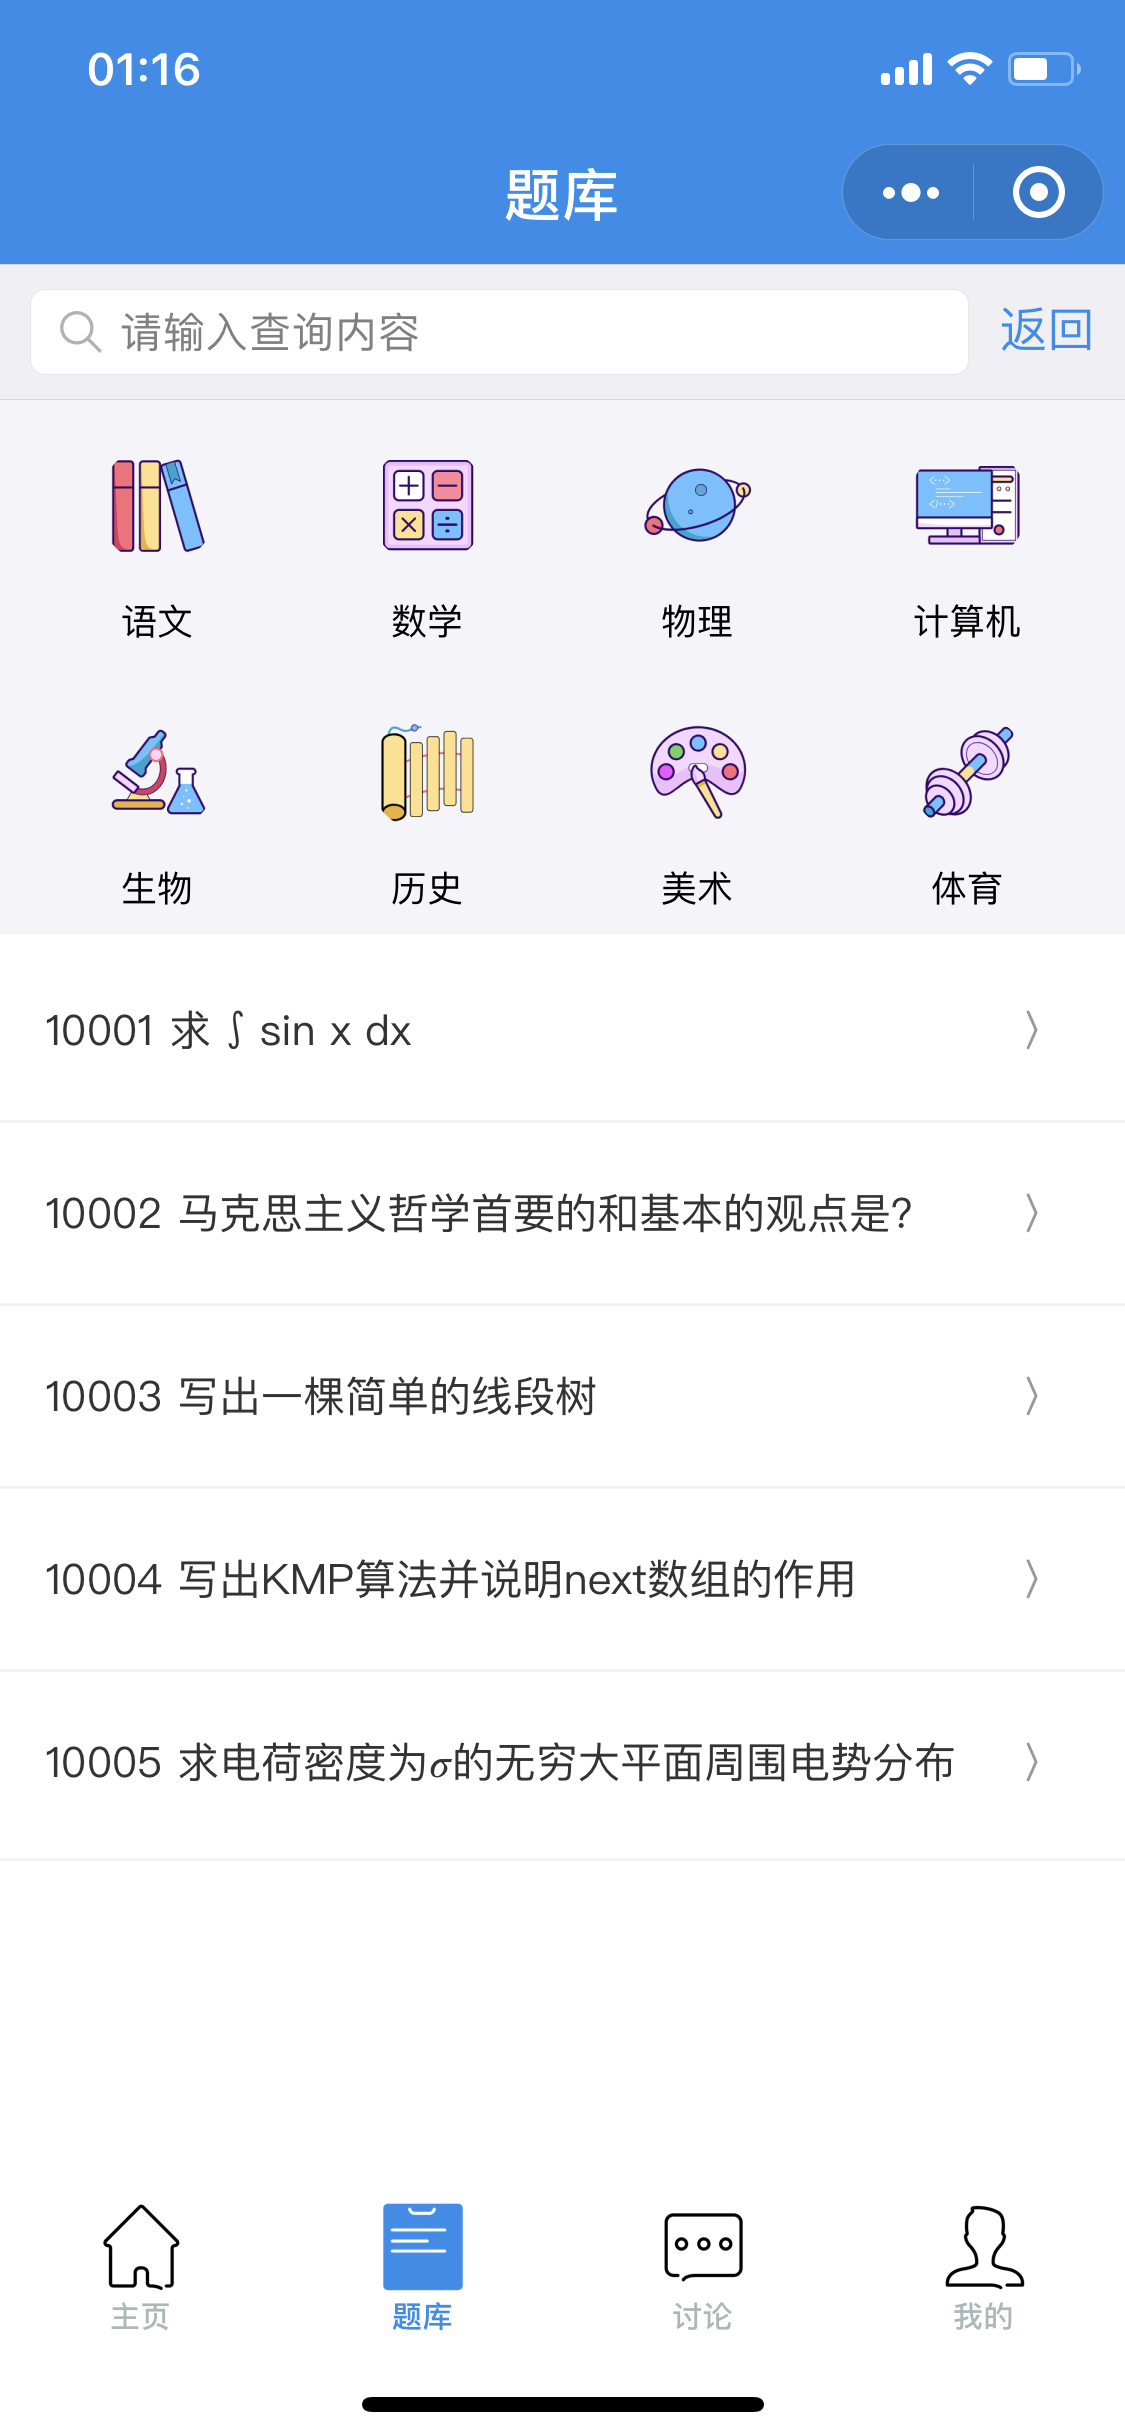 01:16
题库
请输入查询内容
返回
语文 数学 物理 计算机
生物 历史 美术 体育
10001 求 ∫ sin x dx
10002 马克思主义哲学首要的和基本的观点是?
10003 写出一棵简单的线段树
10004 写出KMP算法并说明next数组的作用
10005 求电荷密度为σ的无穷大平面周围电势分布
主页 题库 讨论 我的